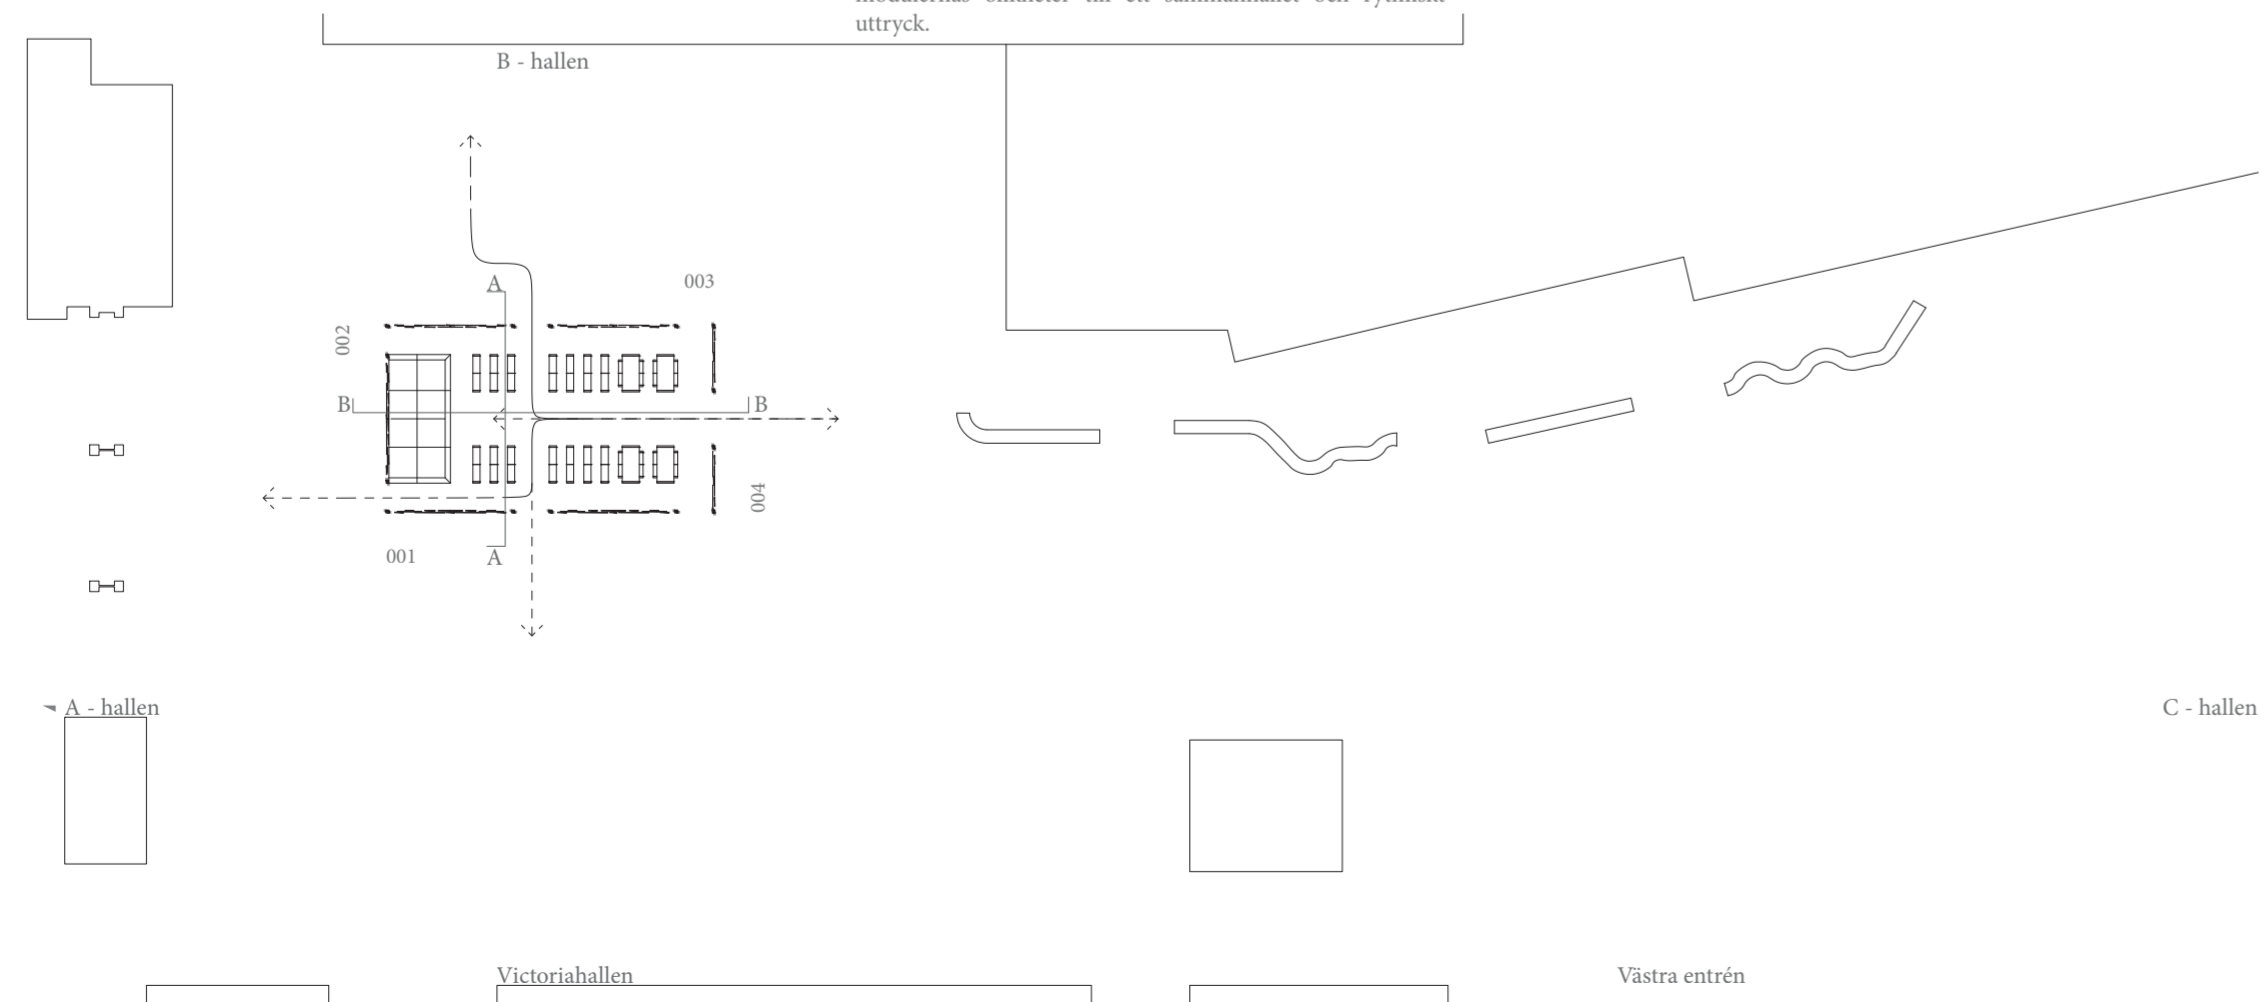 uttryck.
B - hallen
A
003
002
B
B
004
001
A
A - hallen
C - hallen
Victoriahallen
Västra entrén